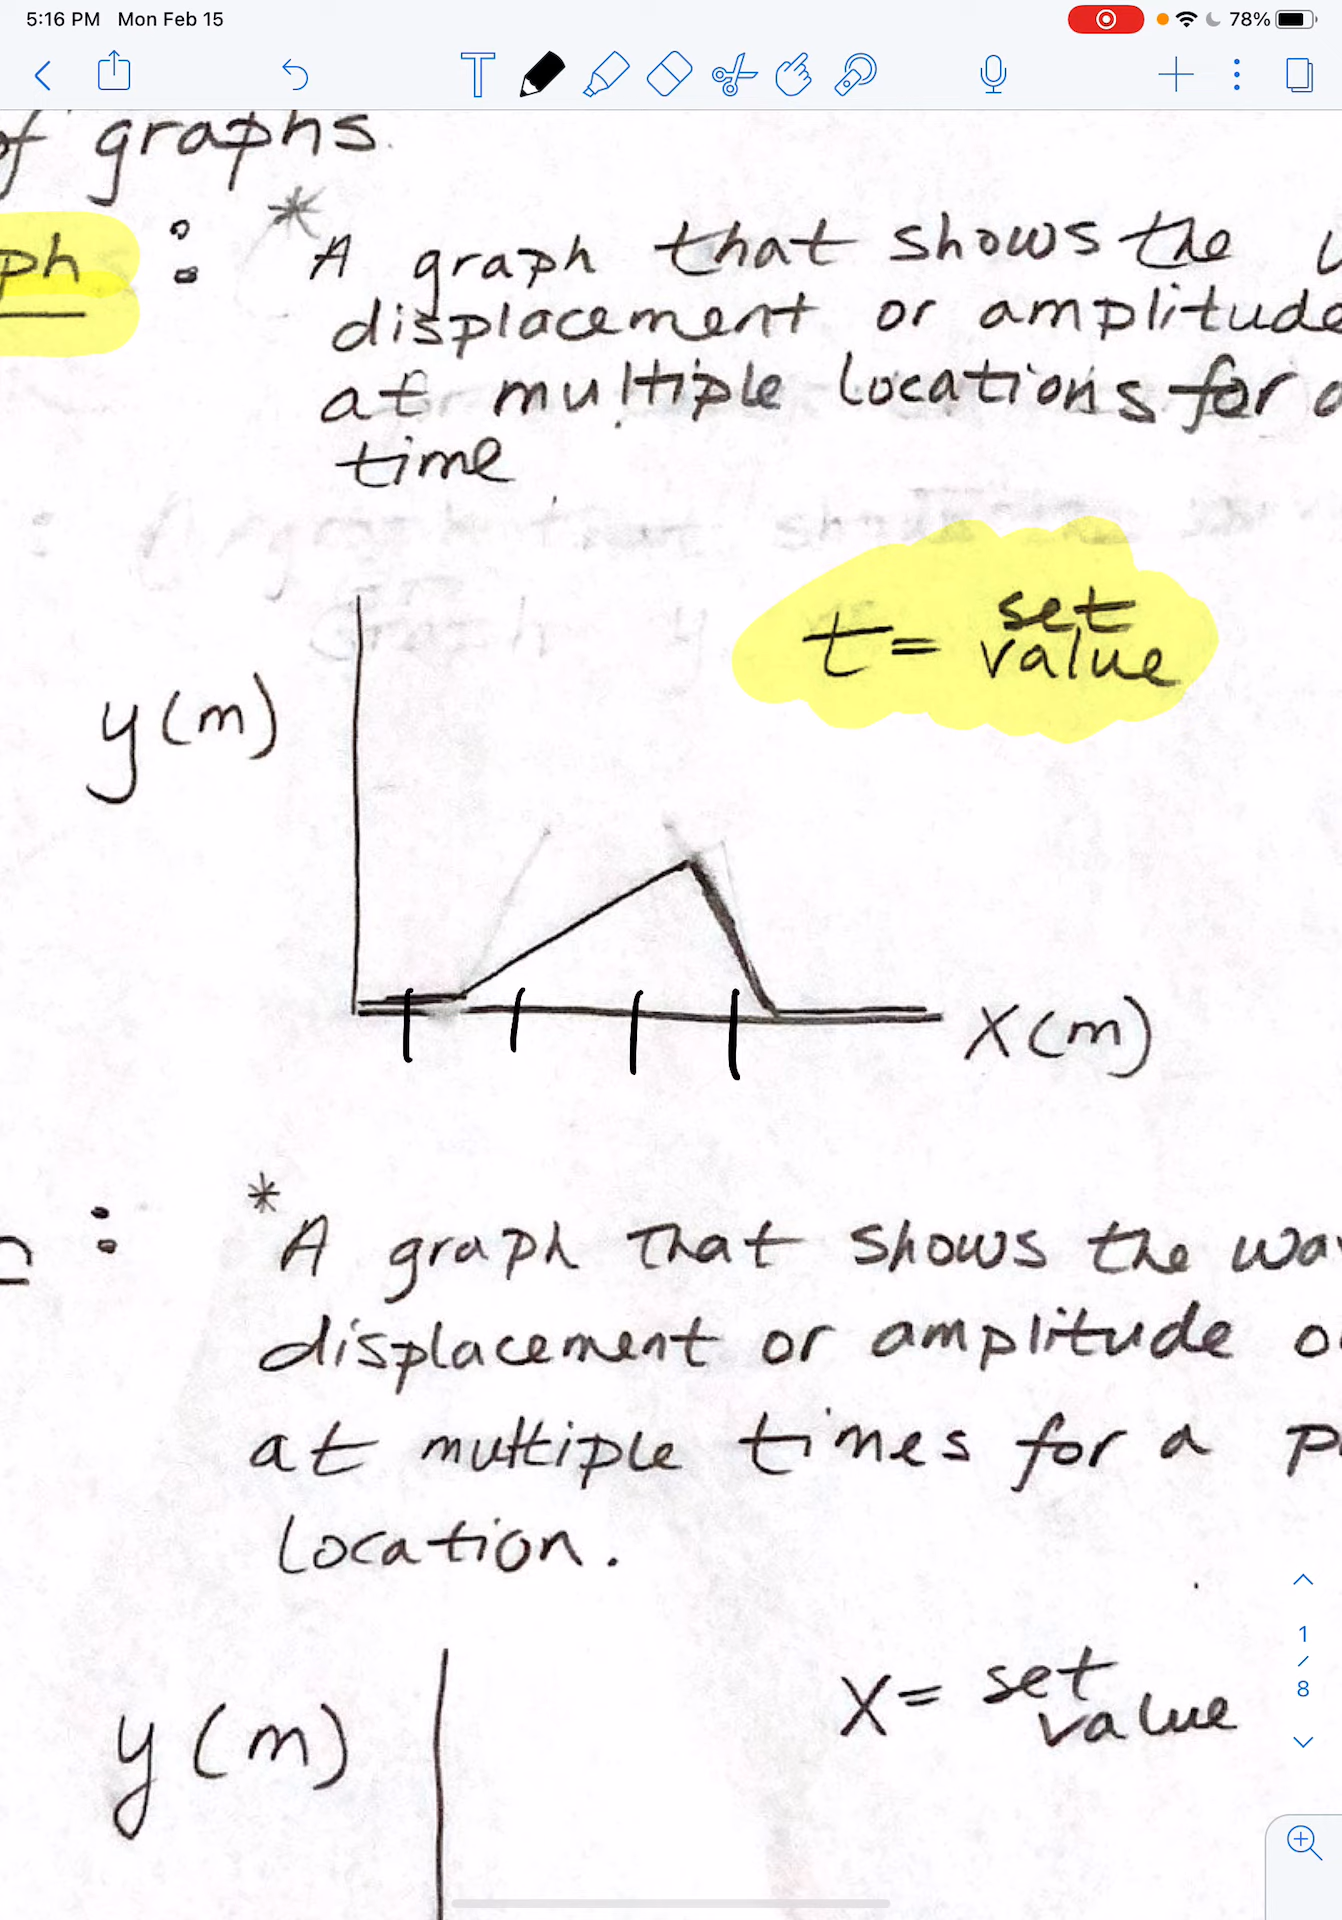 5:16 PM Mon Feb 15
78%
T
of graphs.
ph : * A graph that shows the
displacement or amplitude
at multiple locations for a
time
t = set
value
y(m)
x(m)
: * A graph that shows the wav
displacement or amplitude o
at multiple times for a p
location.
1
/
8
x = set
value
y(m)